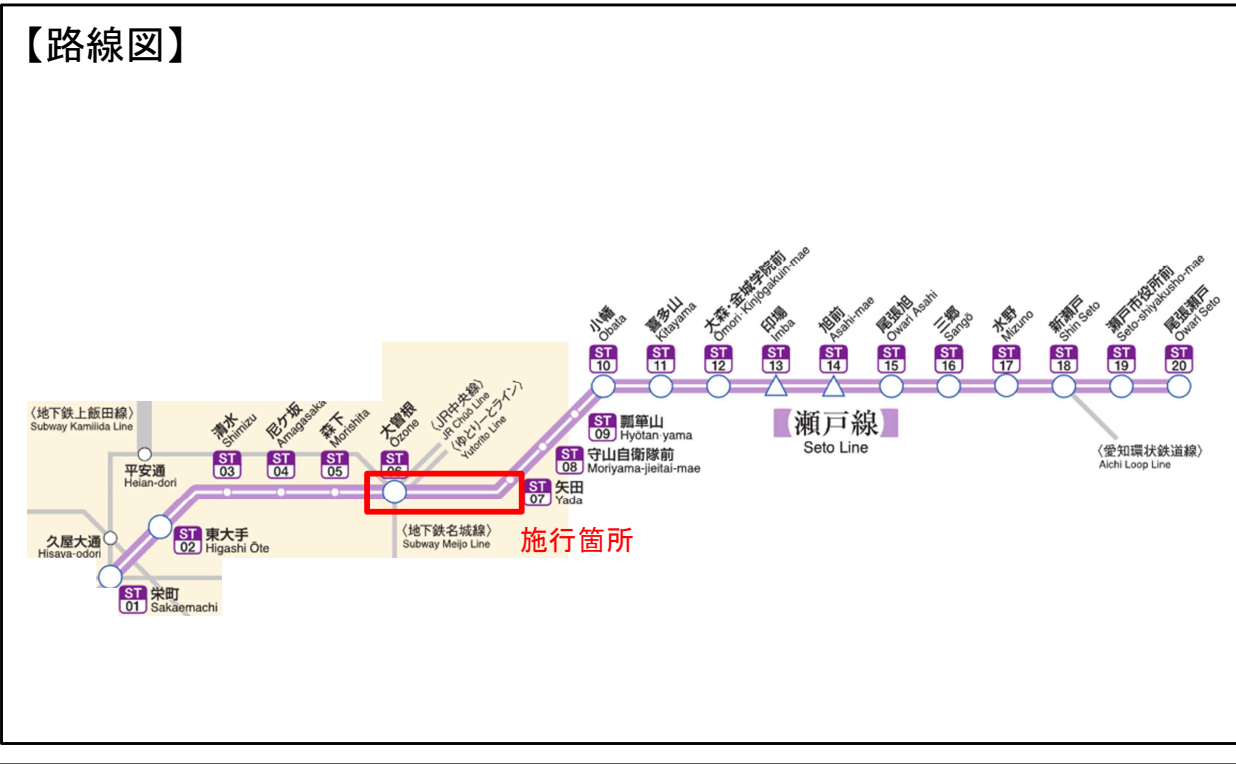 【路線図】
小幡
Obata
喜多山
Kitayama
大森・金城学院前
Omori・Kinjōgakuin-mae
印場
Imba
旭前
Asahi-mae
尾張旭
Owari Asahi
三郷
Sangō
水野
Mizuno
新瀬戸
Shin Seto
瀬戸市役所前
Seto-shiyakusho-mae
尾張瀬戸
Owari Seto
ST 10
ST 11
ST 12
ST 13
ST 14
ST 15
ST 16
ST 17
ST 18
ST 19
ST 20
〈地下鉄上飯田線〉
Subway Kamiiida Line
清水
Shimizu
尼ケ坂
Amagasaka
森下
Morishita
大曽根
Ozone
〈JR中央線〉
JR Chūō Line
〈ゆとりーとライン〉
Yutorito Line
ST 03
ST 04
ST 05
ST 06
ST 09
瓢箪山
Hyōtan-yama
【瀬戸線】
Seto Line
ST 08
守山自衛隊前
Moriyama-jieitai-mae
〈愛知環状鉄道線〉
Aichi Loop Line
平安通
Heian-dori
ST 07
矢田
Yada
久屋大通
Hisaya-odori
ST 02
東大手
Higashi Ōte
〈地下鉄名城線〉
Subway Meijo Line
施行箇所
ST 01
栄町
Sakaemachi